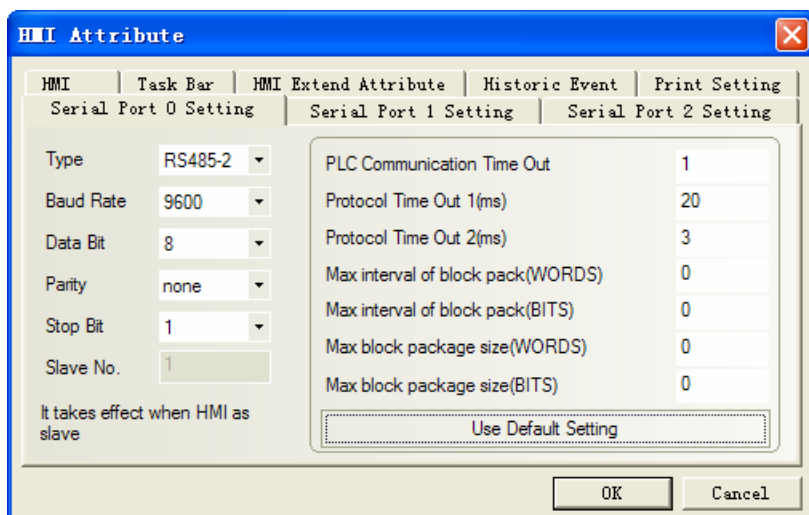 HMI Attribute
HMI
Task Bar
HMI Extend Attribute
Historic Event
Print Setting
Serial Port 0 Setting
Serial Port 1 Setting
Serial Port 2 Setting
Type RS485-2
Baud Rate 9600
Data Bit 8
Parity none
Stop Bit 1
Slave No. 1
It takes effect when HMI as
slave
PLC Communication Time Out 1
Protocol Time Out 1(ms) 20
Protocol Time Out 2(ms) 3
Max interval of block pack(WORDS) 0
Max interval of block pack(BITS) 0
Max block package size(WORDS) 0
Max block package size(BITS) 0
Use Default Setting
OK
Cancel